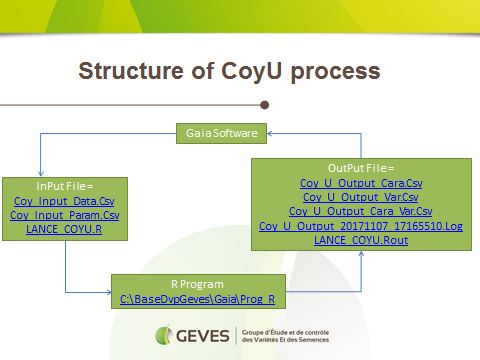 Structure of CoyU process
Gaia Software
InPut File=
Coy_Input_Data.Csv
Coy_Input_Param.Csv
LANCE_COYU.R
OutPut File=
Coy_U_Output_Cara.Csv
Coy_U_Output_Var.Csv
Coy_U_Output_Cara_Var.Csv
Coy_U_Output_20171107_17165510.Log
LANCE_COYU.Rout
R Program
C:\BaseDvpGeves\Gaia\Prog_R
GEVES
Groupe d'Étude et de contrôle
des Variétés Et des Semences